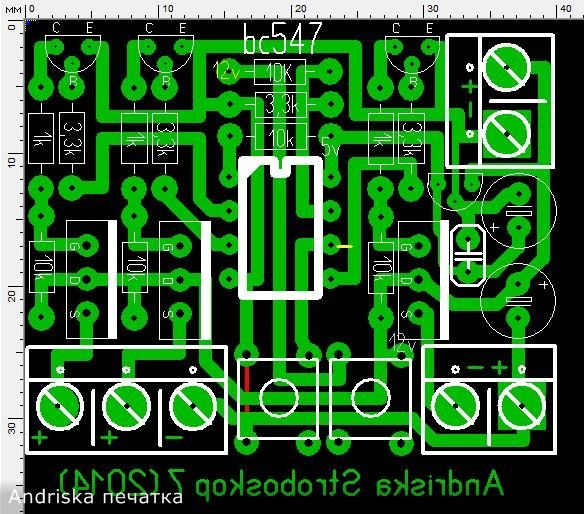 мм 0 10 20 30 40
0
10
20
30
bc547
C E C E C E
B B
12v 10K
3,3k
10k 5v
1k 3,3k 1k 3,3k 1k 3,3k
+ -
+
G G G
10k D 10k D 10k D
S S S
+
12v
- +
+ + -
Andriska Stroboskop 7 (2014)
Andriska печатка